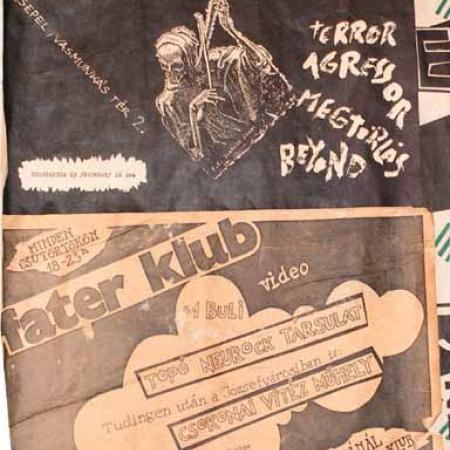 CSEPEL / VASMUNKÁS TÉR 2.
TERROR
AGRESSOR
MEGTORLÁS
BEYOND
MINDEN
CSÜTÖRTÖKÖN
18-23h
fater klub
video
BULI
TOPÓ NEUROCK TÁRSULAT
Tudingen után a Józsefvárosiban is:
CSOKONAI VITÉZ MŰHELY
KLUB